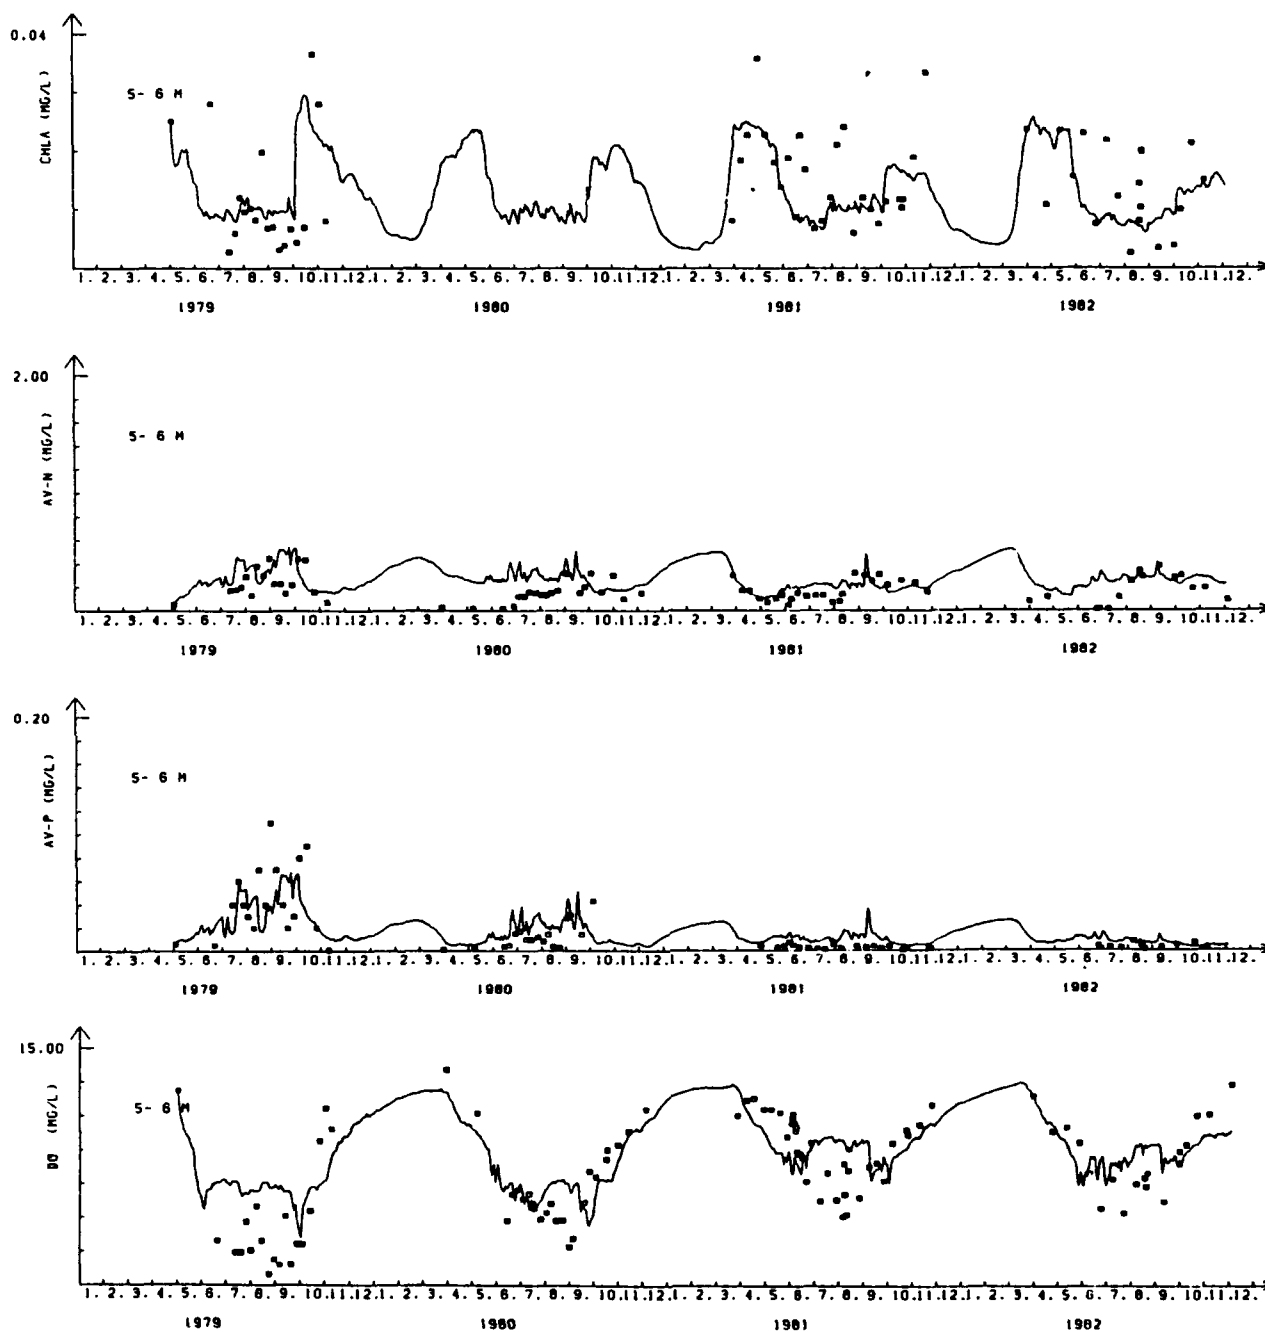 0.04
CHLA (MG/L)
5- 6 M
1. 2. 3. 4. 5. 6. 7. 8. 9. 10.11.12.1. 2. 3. 4. 5. 6. 7. 8. 9. 10.11.12.1. 2. 3. 4. 5. 6. 7. 8. 9. 10.11.12.1. 2. 3. 4. 5. 6. 7. 8. 9. 10.11.12.
1979 1980 1981 1982
2.00
AV-N (MG/L)
5- 6 M
1. 2. 3. 4. 5. 6. 7. 8. 9. 10.11.12.1. 2. 3. 4. 5. 6. 7. 8. 9. 10.11.12.1. 2. 3. 4. 5. 6. 7. 8. 9. 10.11.12.1. 2. 3. 4. 5. 6. 7. 8. 9. 10.11.12.
1979 1980 1981 1982
0.20
AV-P (MG/L)
5- 6 M
1. 2. 3. 4. 5. 6. 7. 8. 9. 10.11.12.1. 2. 3. 4. 5. 6. 7. 8. 9. 10.11.12.1. 2. 3. 4. 5. 6. 7. 8. 9. 10.11.12.1. 2. 3. 4. 5. 6. 7. 8. 9. 10.11.12.
1979 1980 1981 1982
15.00
DO (MG/L)
5- 6 M
1. 2. 3. 4. 5. 6. 7. 8. 9. 10.11.12.1. 2. 3. 4. 5. 6. 7. 8. 9. 10.11.12.1. 2. 3. 4. 5. 6. 7. 8. 9. 10.11.12.1. 2. 3. 4. 5. 6. 7. 8. 9. 10.11.12.
1979 1980 1981 1982